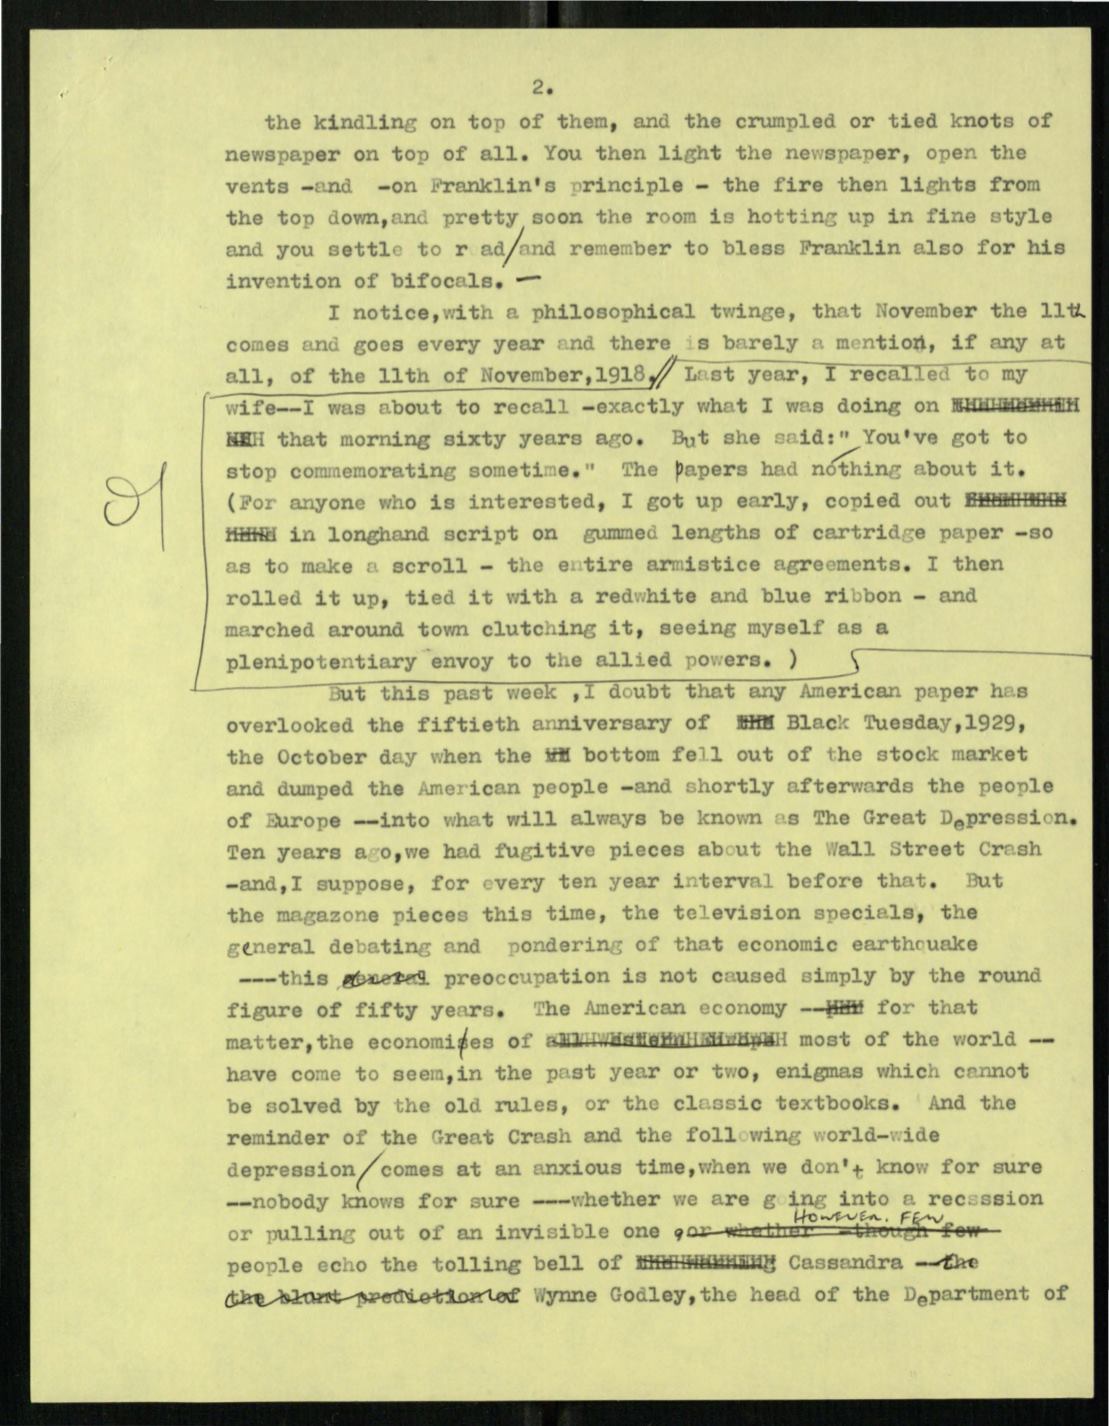 2.
the kindling on top of them, and the crumpled or tied knots of
newspaper on top of all. You then light the newspaper, open the
vents -and -on Franklin's principle - the fire then lights from
the top down,and pretty soon the room is hotting up in fine style
and you settle to r ad/and remember to bless Franklin also for his
invention of bifocals. —
I notice,with a philosophical twinge, that November the 11th
comes and goes every year and there is barely a mention, if any at
all, of the 11th of November,1918.// Last year, I recalled to my
wife--I was about to recall -exactly what I was doing on
that morning sixty years ago. But she said:" You've got to
stop commemorating sometime." The papers had nothing about it.
(For anyone who is interested, I got up early, copied out
in longhand script on gummed lengths of cartridge paper -so
as to make a scroll - the entire armistice agreements. I then
rolled it up, tied it with a redwhite and blue ribbon - and
marched around town clutching it, seeing myself as a
plenipotentiary envoy to the allied powers. )
But this past week ,I doubt that any American paper has
overlooked the fiftieth anniversary of Black Tuesday,1929,
the October day when the bottom fell out of the stock market
and dumped the American people -and shortly afterwards the people
of Europe --into what will always be known as The Great Depression.
Ten years ago,we had fugitive pieces about the Wall Street Crash
-and,I suppose, for every ten year interval before that. But
the magazone pieces this time, the television specials, the
general debating and pondering of that economic earthquake
---this general preoccupation is not caused simply by the round
figure of fifty years. The American economy -- for that
matter,the economies of most of the world --
have come to seem,in the past year or two, enigmas which cannot
be solved by the old rules, or the classic textbooks. And the
reminder of the Great Crash and the following world-wide
depression/comes at an anxious time,when we don't know for sure
--nobody knows for sure ---whether we are going into a recession
HOWEVER. FEW
or pulling out of an invisible one or whether -though few
people echo the tolling bell of Cassandra --the
the blunt prediction of Wynne Godley,the head of the Department of